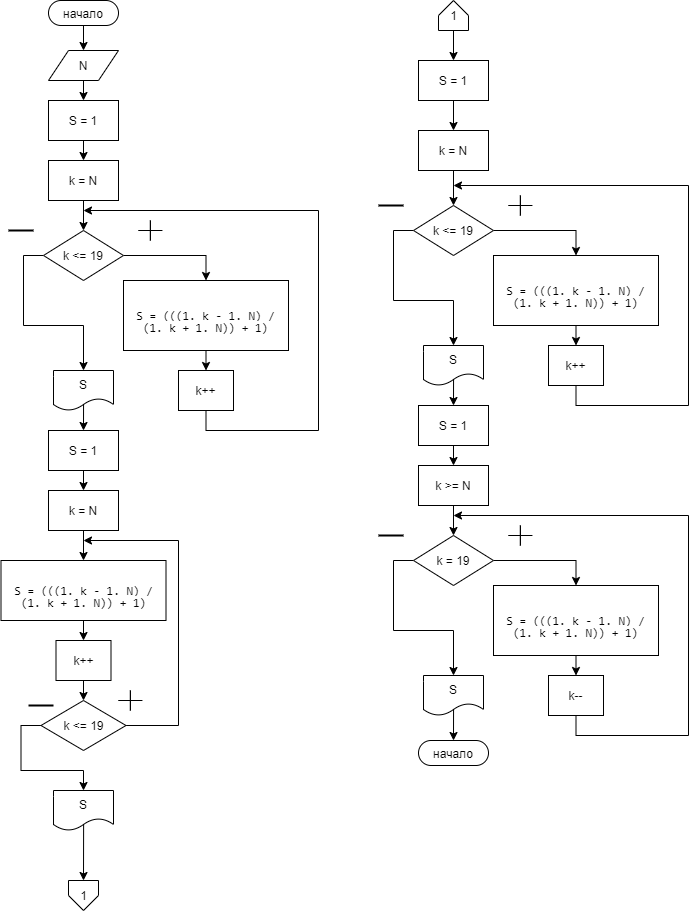 начало
N
S = 1
k = N
k <= 19
S = (((1. k - 1. N) /
(1. k + 1. N)) + 1)
k++
S
S = 1
k = N
S = (((1. k - 1. N) /
(1. k + 1. N)) + 1)
k++
k <= 19
S
1
1
S = 1
k = N
k <= 19
S = (((1. k - 1. N) /
(1. k + 1. N)) + 1)
k++
S
S = 1
k >= N
k = 19
S = (((1. k - 1. N) /
(1. k + 1. N)) + 1)
k--
S
начало